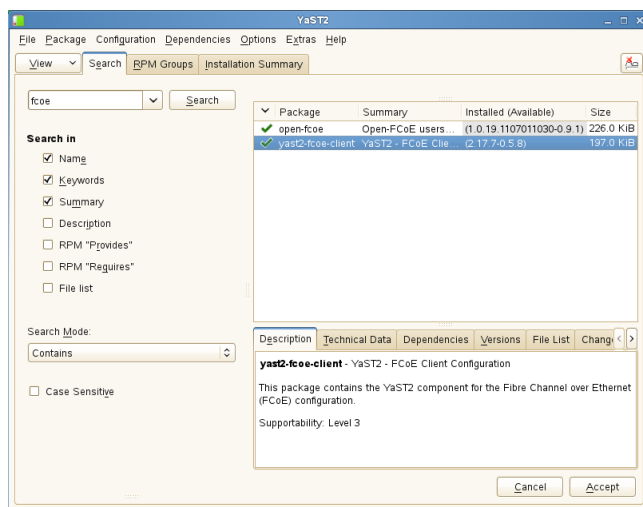 YaST2
File Package Configuration Dependencies Options Extras Help
View Search RPM Groups Installation Summary
fcoe Search
Search in
Name
Keywords
Summary
Description
RPM "Provides"
RPM "Requires"
File list
Search Mode:
Contains
Case Sensitive
Package Summary Installed (Available) Size
open-fcoe Open-FCoE users... (1.0.19.1107011030-0.9.1) 226.0 KiB
yast2-fcoe-client YaST2 - FCoE Clie... (2.17.7-0.5.8) 197.0 KiB
Description Technical Data Dependencies Versions File List Chang
yast2-fcoe-client - YaST2 - FCoE Client Configuration
This package contains the YaST2 component for the Fibre Channel over Ethernet
(FCoE) configuration.
Supportability: Level 3
Cancel Accept